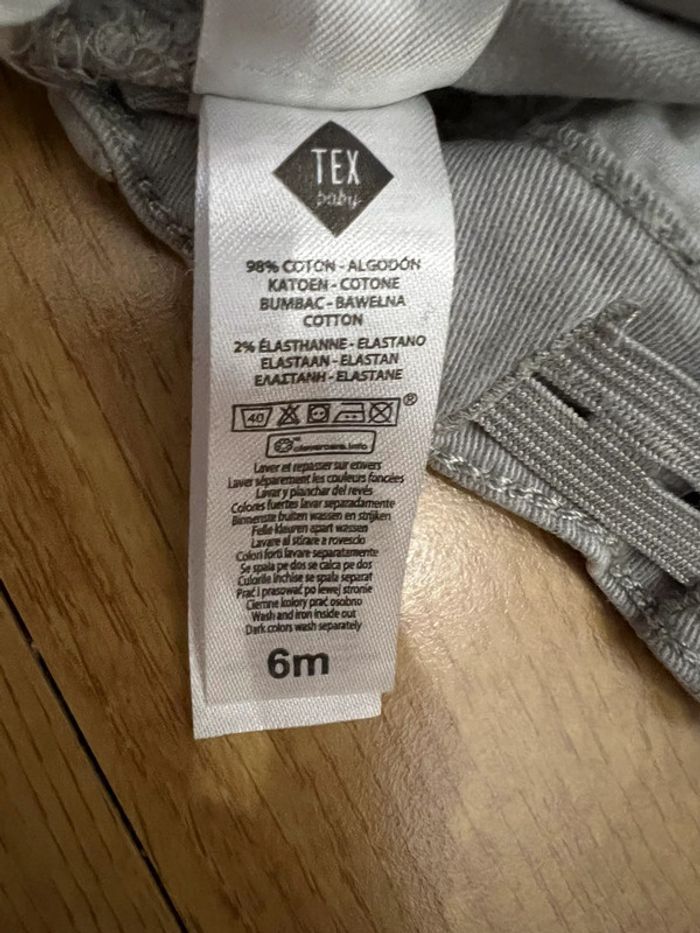 TEX
baby
98% COTON - ALGODÓN
KATOEN - COTONE
BUMBAC - BAWEŁNA
COTTON
2% ÉLASTHANNE - ELASTANO
ELASTAAN - ELASTAN
ΕΛΑΣΤΑΝΗ - ELASTANE
40
®
clevercare.info
Laver et repasser sur envers
Laver séparément les couleurs foncées
Lavar y planchar del revés
Colores fuertes lavar separadamente
Binnenste buiten wassen en strijken
Felle kleuren apart wassen
Lavare al stirare a rovescio
Colori forti lavare separatamente
Se spala pe dos se calca pe dos
Culorile inchise se spala separat
Prać i prasować po lewej stronie
Ciemne kolory prać osobno
Wash and iron inside out
Dark colors wash separately
6m